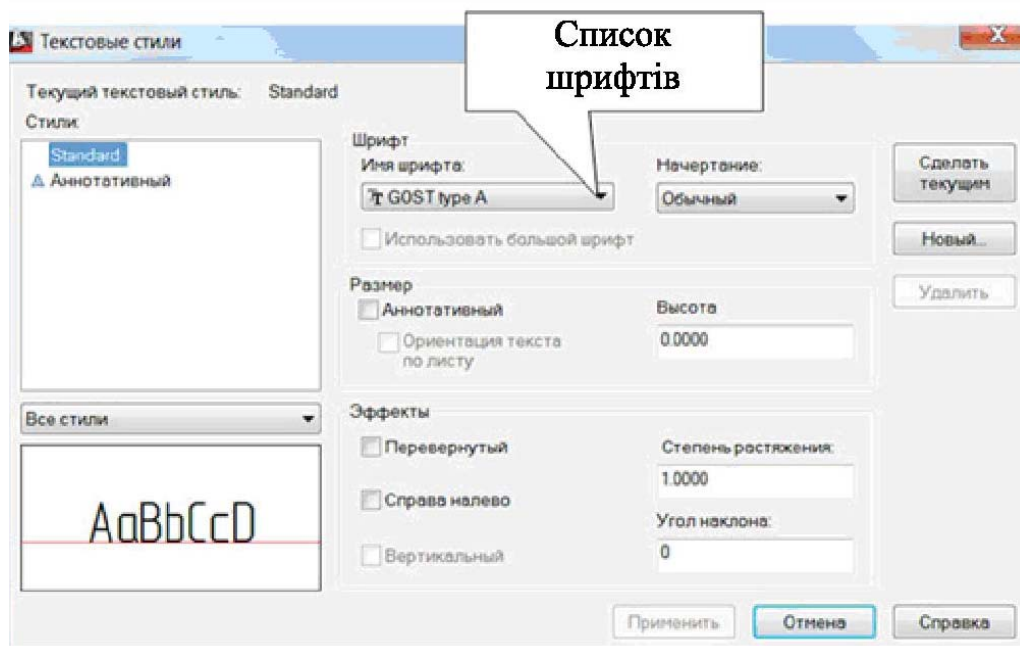 Текстовые стили
Список
шрифтів
Текущий текстовый стиль: Standard
Стили:
Standard
Аннотативный
Шрифт
Имя шрифта:
GOST type A
Начертание:
Обычный
Использовать большой шрифт
Сделать
текущим
Новый...
Удалить
Размер
Аннотативный
Ориентация текста
по листу
Высота
0.0000
Все стили
AaBbCcD
Эффекты
Перевернутый
Справа налево
Вертикальный
Степень растяжения:
1.0000
Угол наклона:
0
Применить
Отмена
Справка